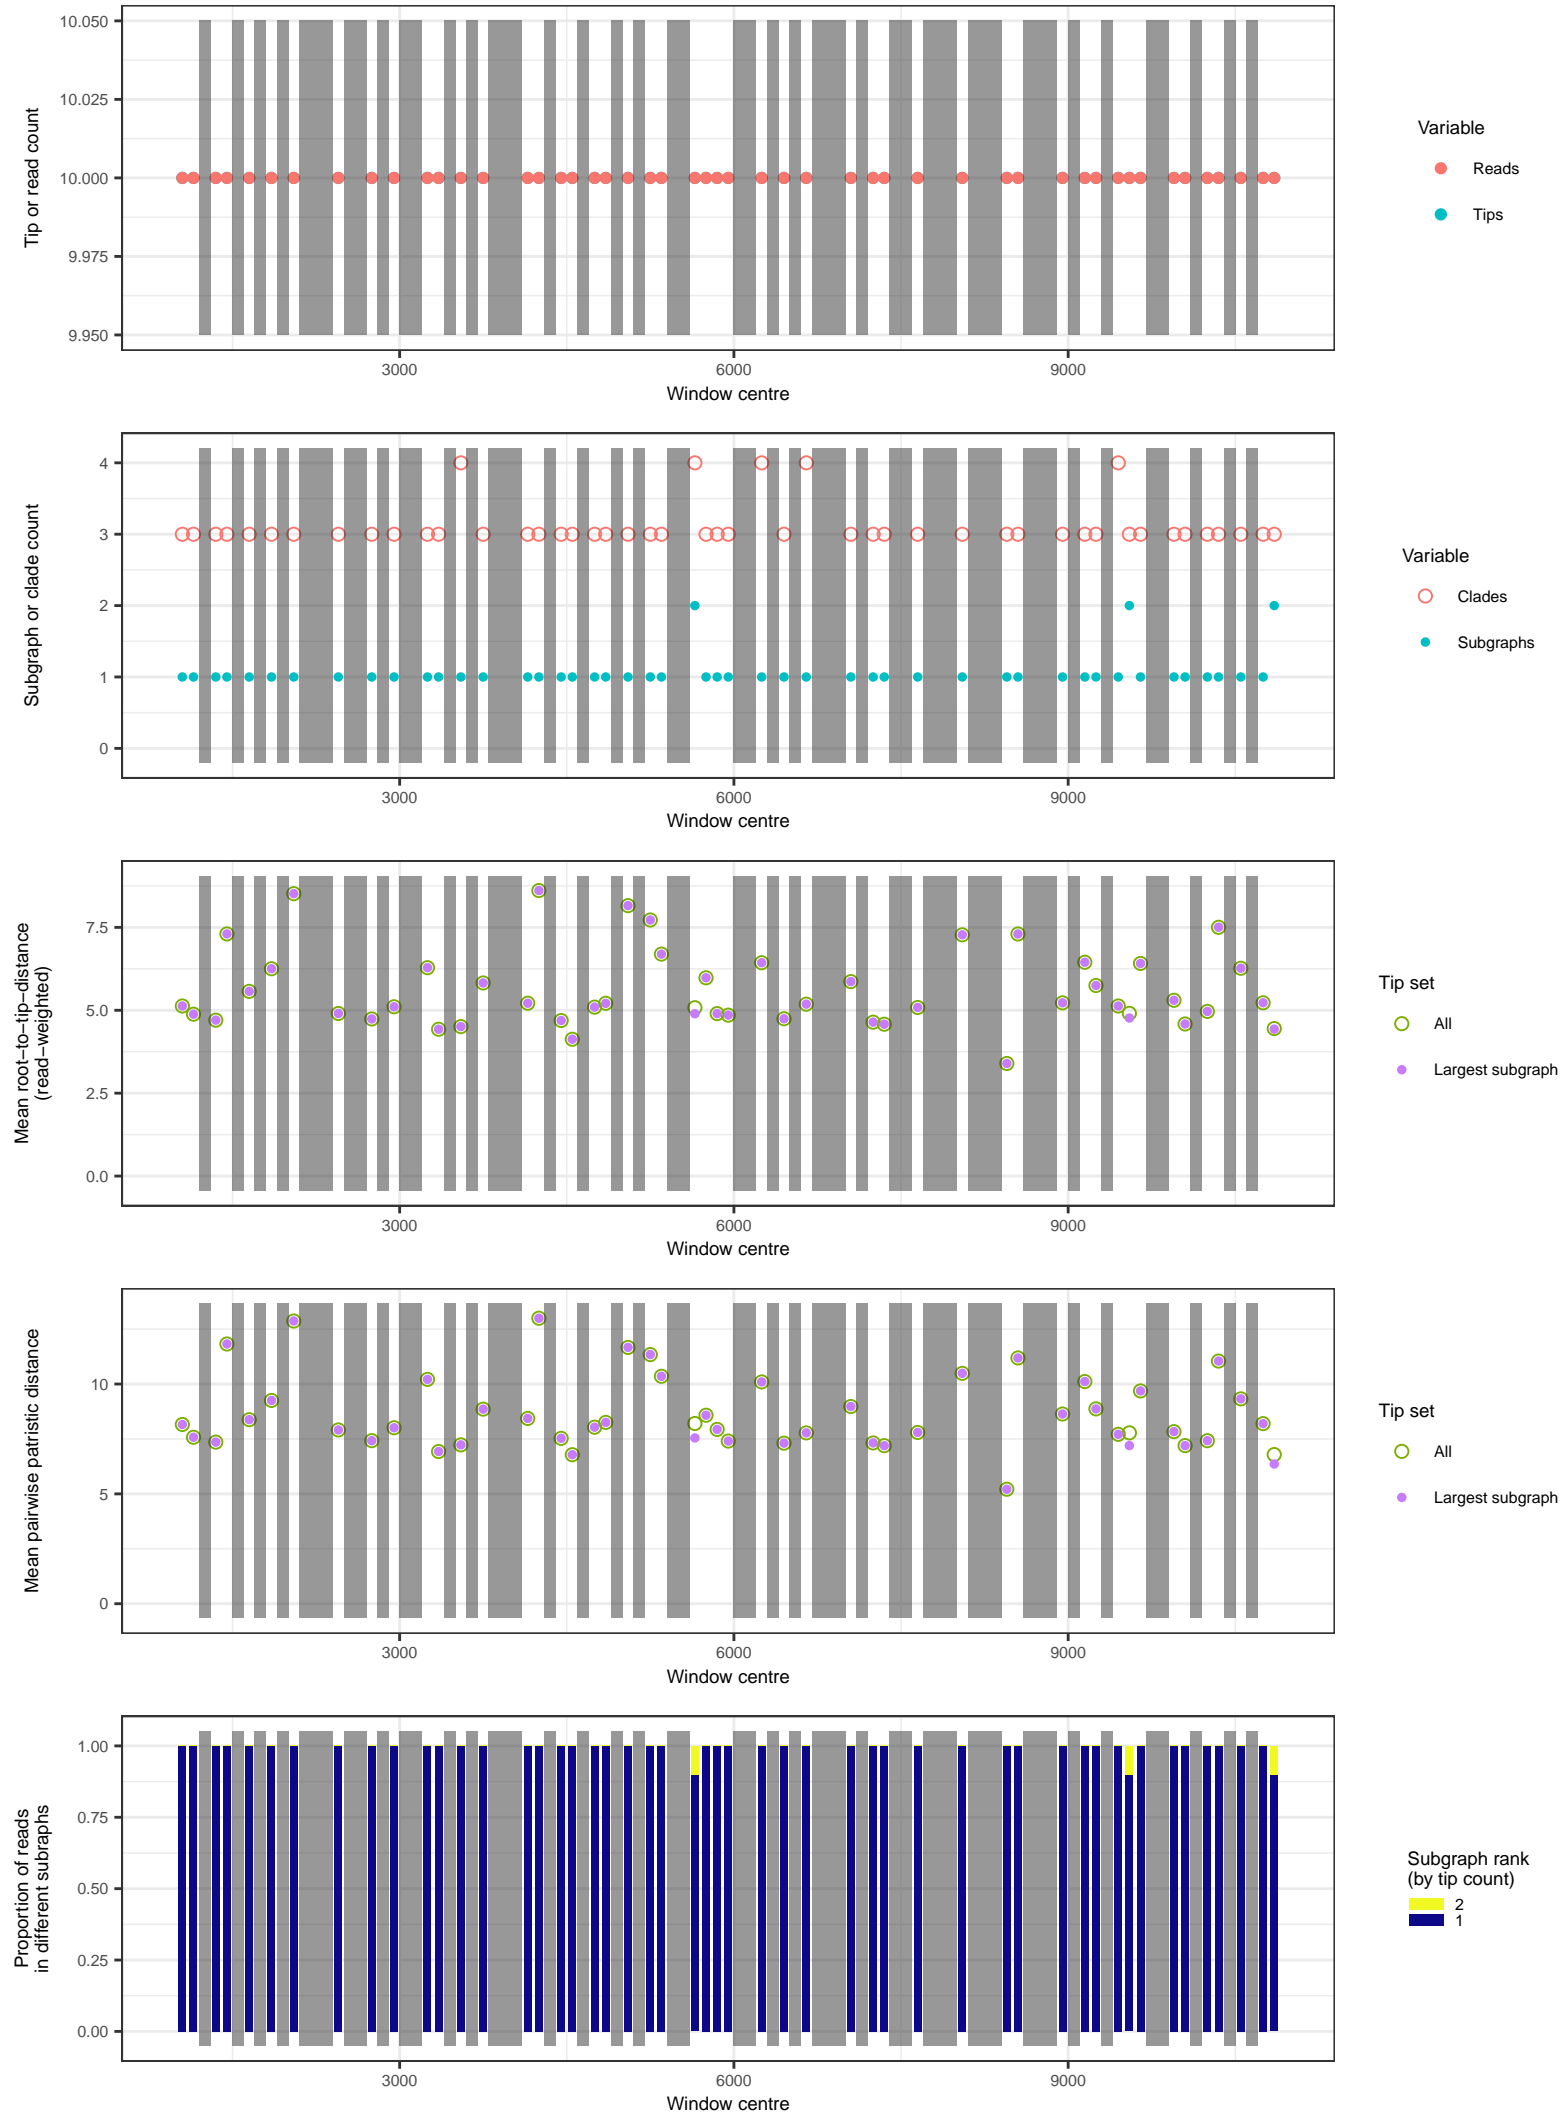 10.050
10.025
10.000
9.975
9.950
Tip or read count
3000
6000
9000
Window centre
Variable
Reads
Tips
4
3
2
1
0
Subgraph or clade count
3000
6000
9000
Window centre
Variable
Clades
Subgraphs
7.5
5.0
2.5
0.0
Mean root−to−tip−distance
(read−weighted)
3000
6000
9000
Window centre
Tip set
All
Largest subgraph
10
5
0
Mean pairwise patristic distance
3000
6000
9000
Window centre
Tip set
All
Largest subgraph
1.00
0.75
0.50
0.25
0.00
Proportion of reads
in different subraphs
3000
6000
9000
Window centre
Subgraph rank
(by tip count)
2
1